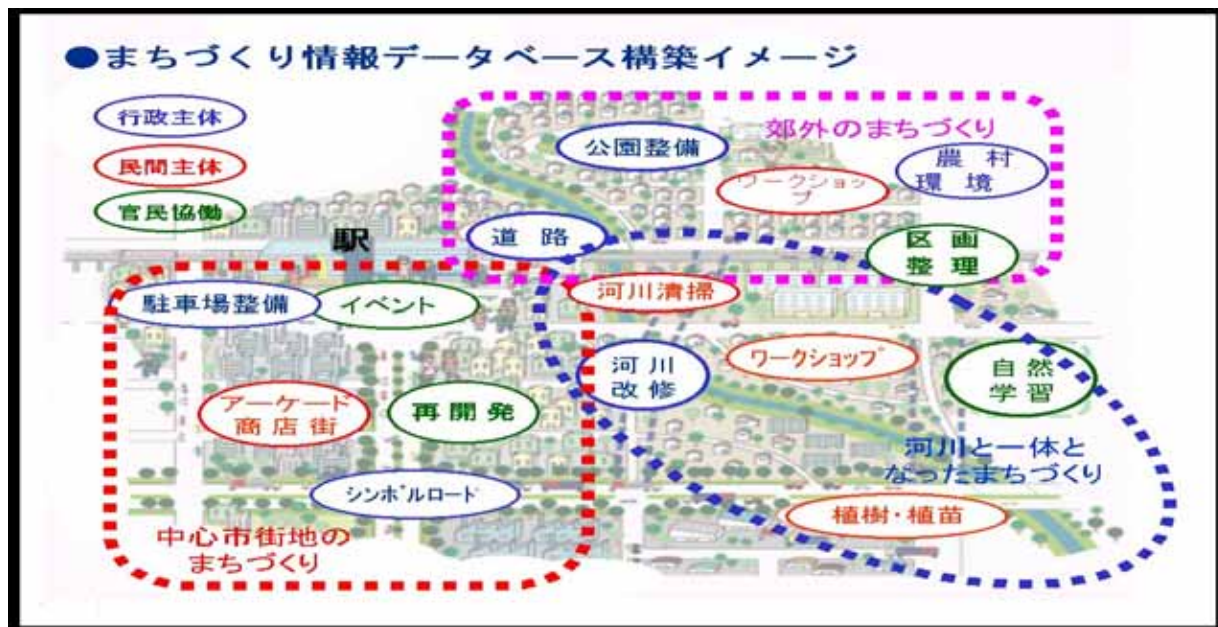 ●まちづくり情報データベース構築イメージ
行政主体
民間主体
官民協働
郊外のまちづくり
公園整備
ワークショッ
プ
農村
環境
道路
駅
区画
整理
駐車場整備
イベント
河川清掃
河川
改修
ワークショップ
自然
学習
アーケード
商店街
再開発
河川と一体と
なったまちづくり
シンボルロード
植樹・植苗
中心市街地の
まちづくり